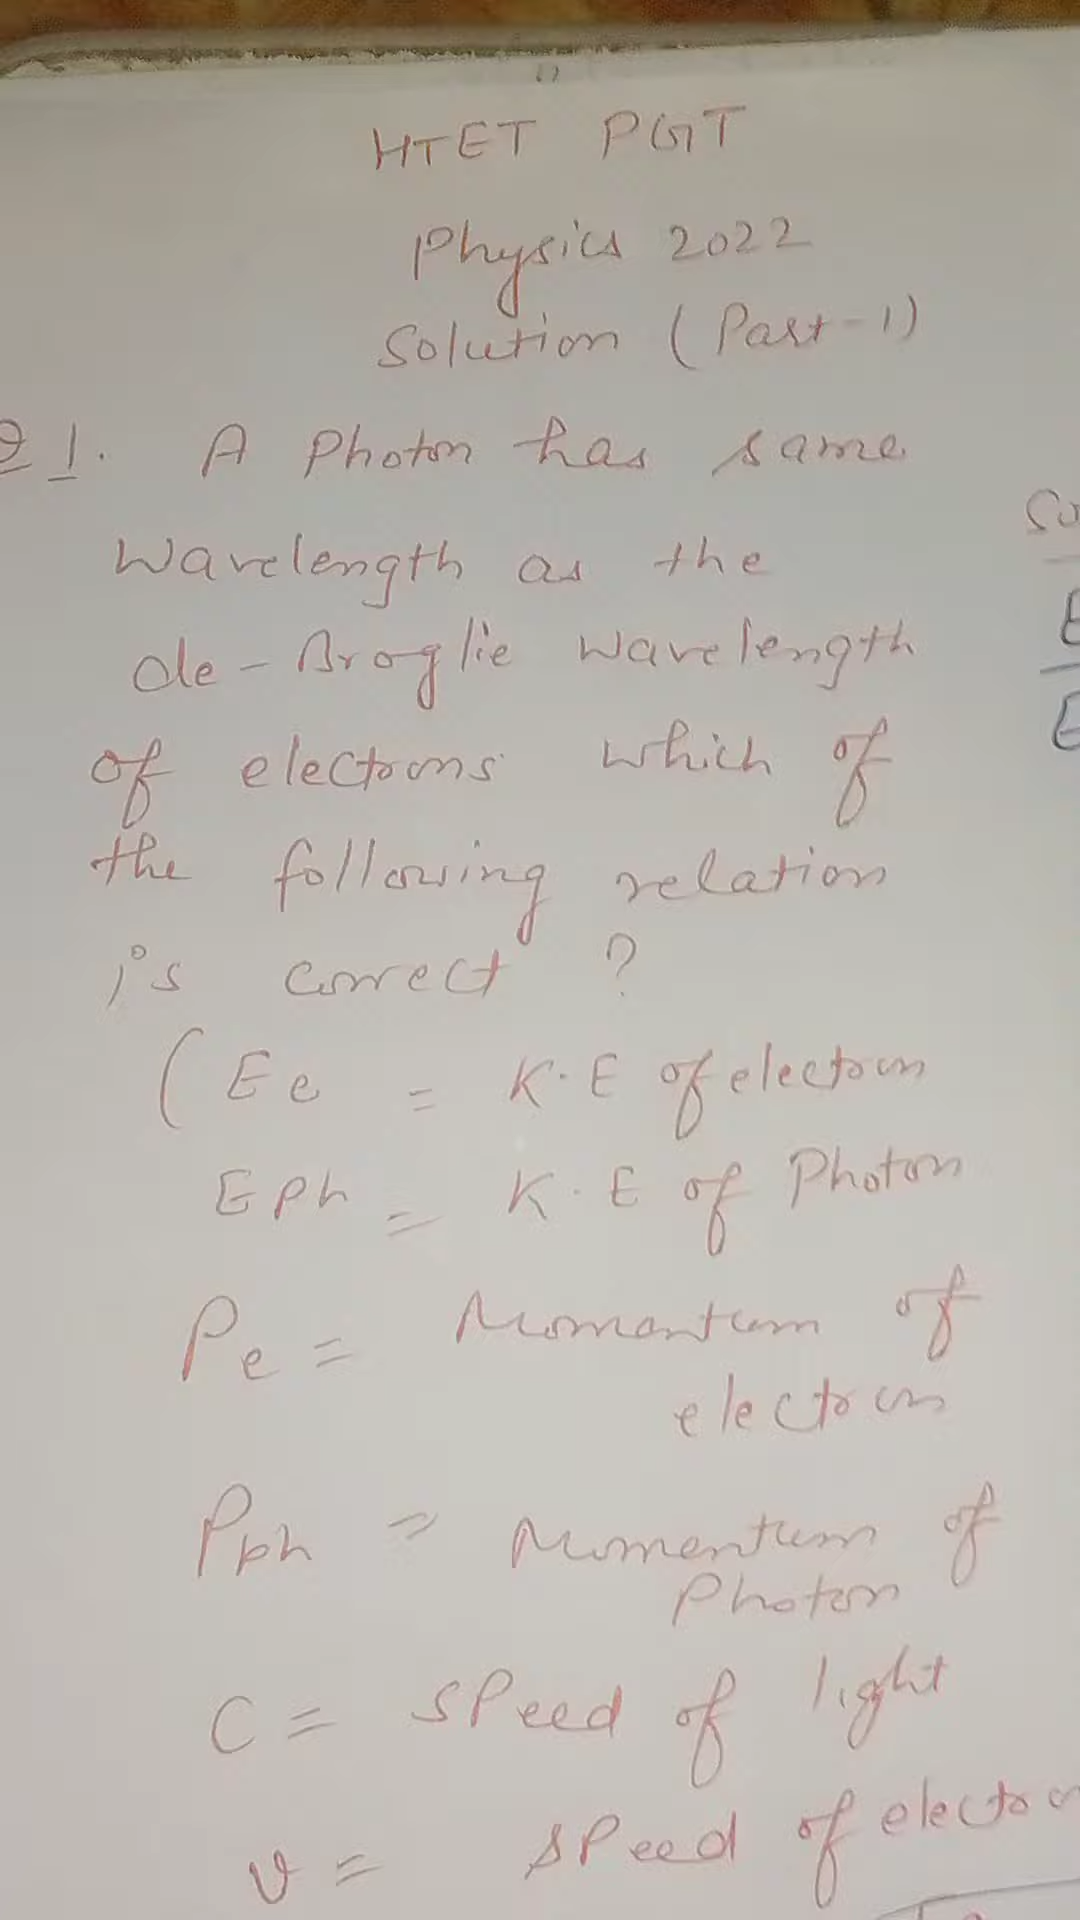 HTET PGT
Physics 2022
Solution (Part-1)
Q 1. A Photon has same
wavelength as the
de-Broglie wavelength
of electrons which of
the following relation
is correct ?
(Ee = K.E of electron
EPh = K.E of Photon
Pe = Momentum of
electron
Pph = Momentum of
Photon
C = speed of light
v = speed of electron